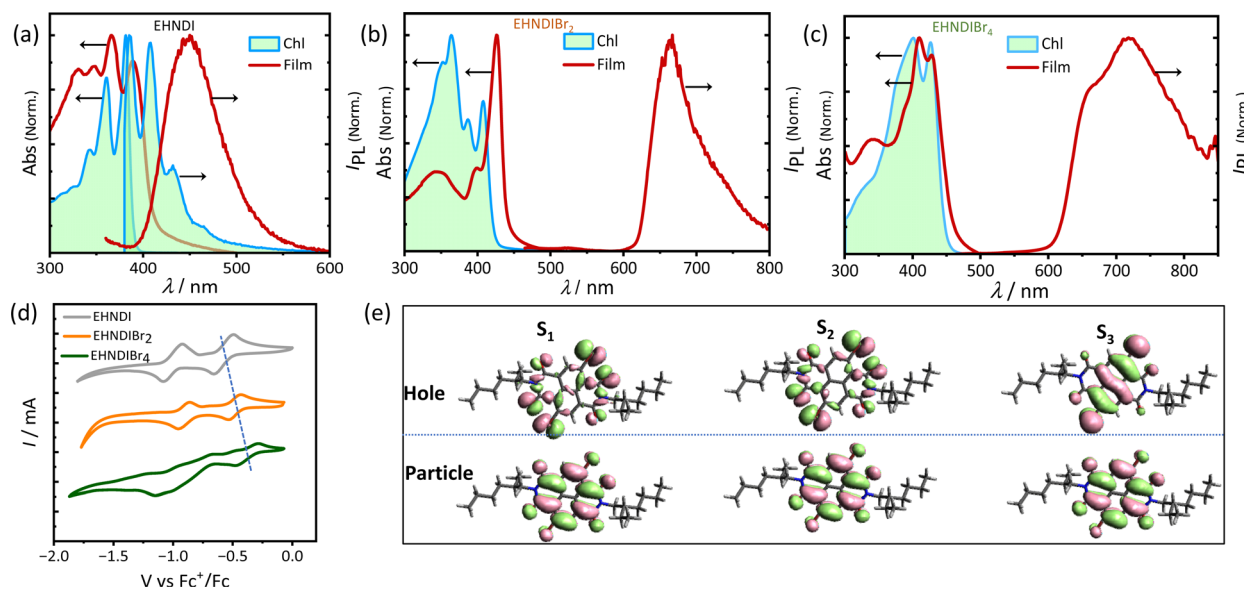 (a)
EHNDI
Chl
Film
Abs (Norm.)
IPL (Norm.)
300 400 500 600
λ / nm
(b)
EHNDIBr2
Chl
Film
Abs (Norm.)
IPL (Norm.)
300 400 500 600 700 800
λ / nm
(c)
EHNDIBr4
Chl
Film
Abs (Norm.)
IPL (Norm.)
300 400 500 600 700 800
λ / nm
(d)
EHNDI
EHNDIBr2
EHNDIBr4
I / mA
−2.0 −1.5 −1.0 −0.5 0.0
V vs Fc+/Fc
(e)
S1 S2 S3
Hole
Particle